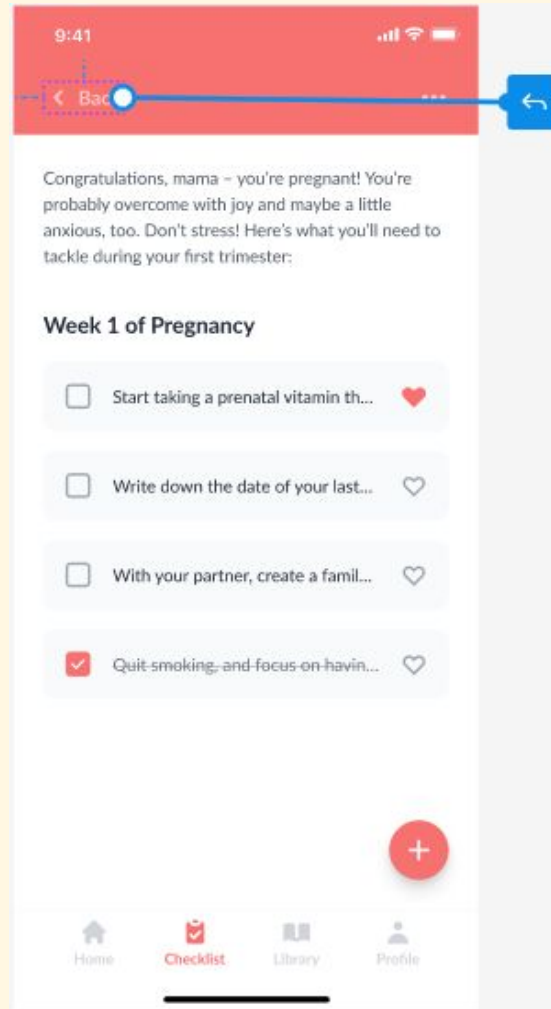 9:41
Bac
Congratulations, mama – you're pregnant! You're
probably overcome with joy and maybe a little
anxious, too. Don't stress! Here's what you'll need to
tackle during your first trimester:
Week 1 of Pregnancy
Start taking a prenatal vitamin th...
Write down the date of your last...
With your partner, create a famil...
Quit smoking, and focus on havin...
Home
Checklist
Library
Profile